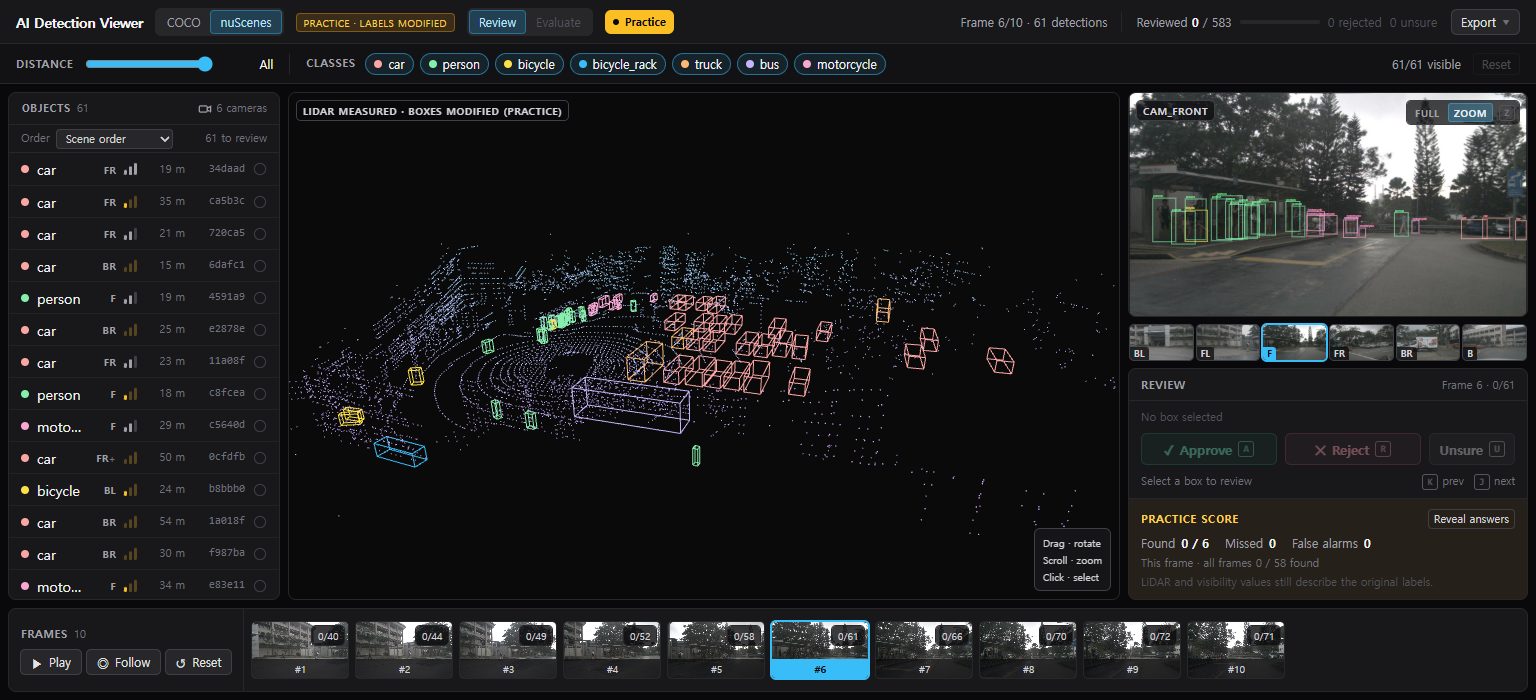 AI Detection Viewer COCO nuScenes PRACTICE · LABELS MODIFIED Review Evaluate Practice Frame 6/10 · 61 detections Reviewed 0 / 583 0 rejected 0 unsure Export
DISTANCE All CLASSES car person bicycle bicycle_rack truck bus motorcycle 61/61 visible Reset
OBJECTS 61 6 cameras
Order Scene order 61 to review
car FR 19 m 34daad
car FR 35 m ca5b3c
car FR 21 m 720ca5
car BR 15 m 6dafc1
person F 19 m 4591a9
car BR 25 m e2878e
car FR 23 m 11a08f
person F 18 m c8fcea
moto... F 29 m c5640d
car FR+ 50 m 0cfdfb
bicycle BL 24 m b8bbb0
car BR 54 m 1a018f
car BR 30 m f987ba
moto... F 34 m e83e11
LIDAR MEASURED · BOXES MODIFIED (PRACTICE)
Drag · rotate
Scroll · zoom
Click · select
CAM_FRONT FULL ZOOM Z
BL FL F FR BR B
REVIEW Frame 6 · 0/61
No box selected
Approve A Reject R Unsure U
Select a box to review K prev J next
PRACTICE SCORE Reveal answers
Found 0 / 6 Missed 0 False alarms 0
This frame · all frames 0 / 58 found
LiDAR and visibility values still describe the original labels.
FRAMES 10
Play Follow Reset
0/40 0/44 0/49 0/52 0/58 0/61 0/66 0/70 0/72 0/71
#1 #2 #3 #4 #5 #6 #7 #8 #9 #10